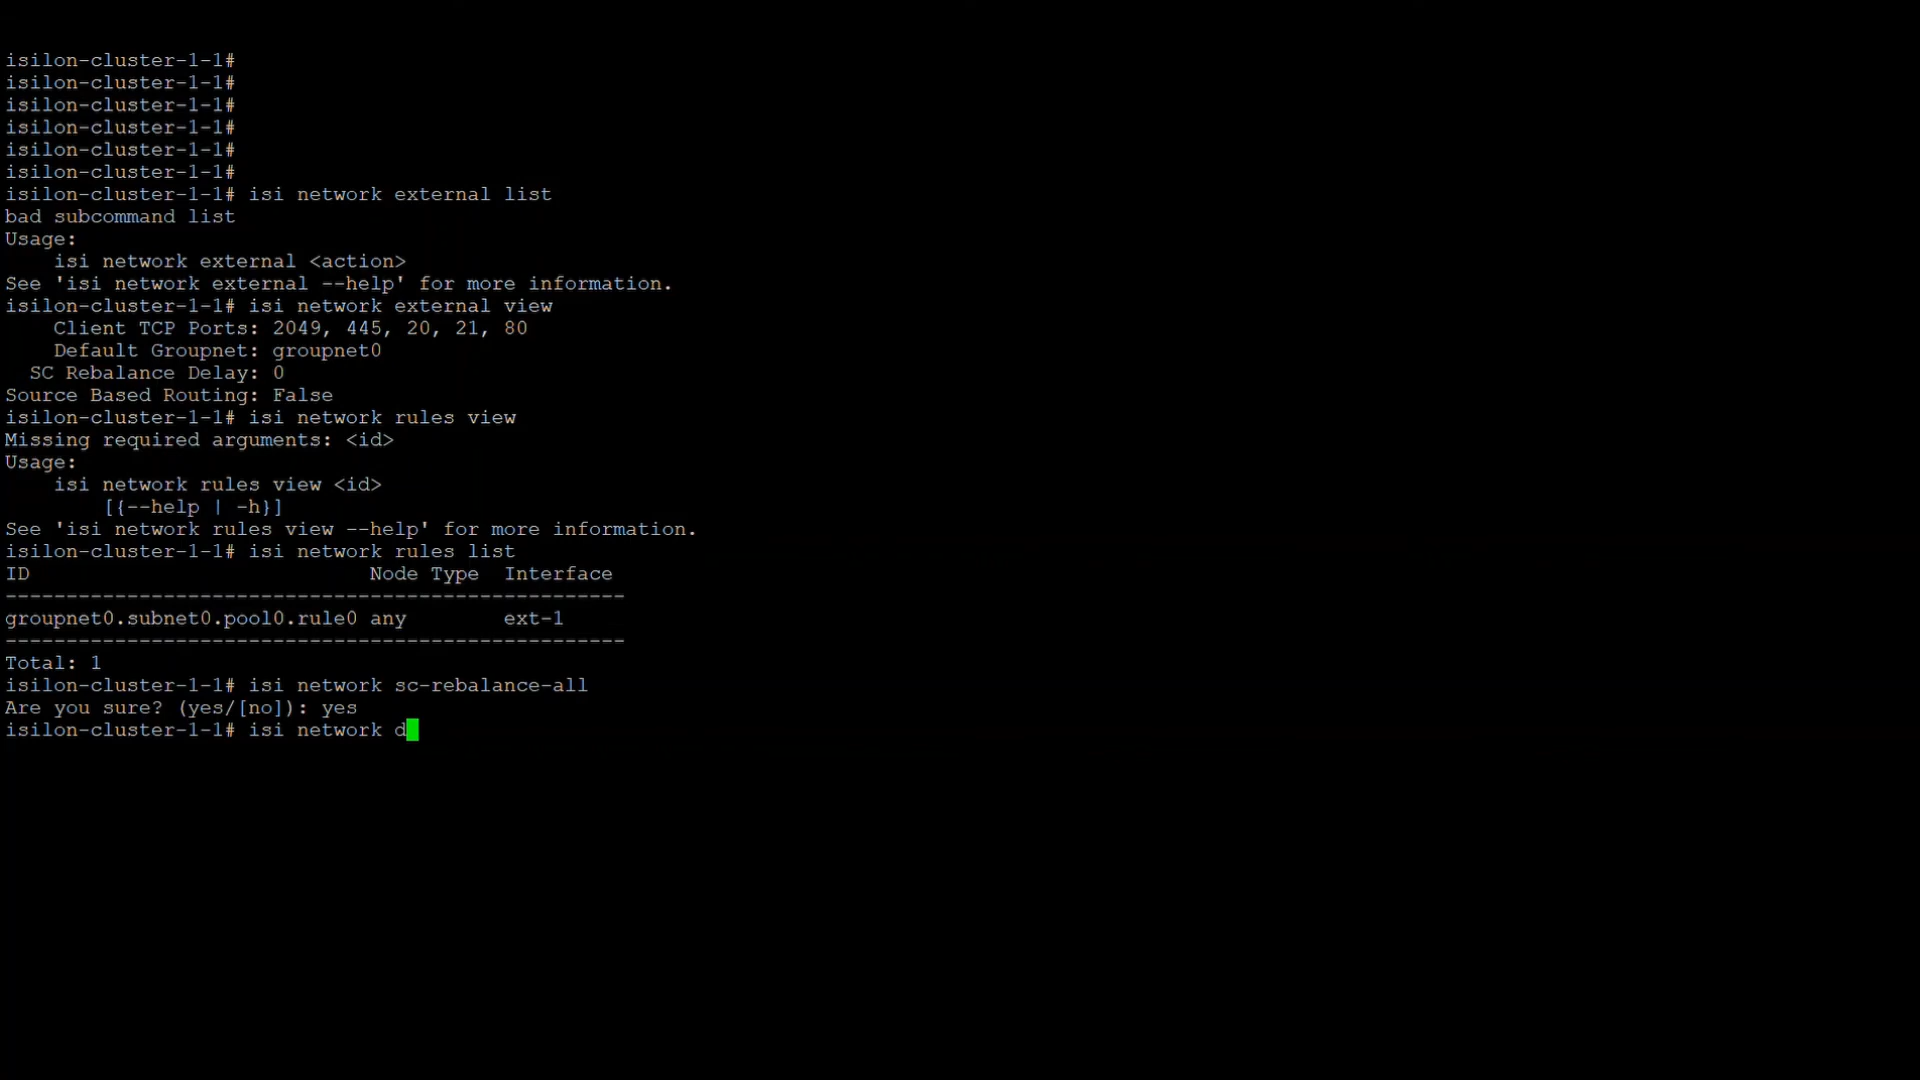 isilon-cluster-1-1#
isilon-cluster-1-1#
isilon-cluster-1-1#
isilon-cluster-1-1#
isilon-cluster-1-1#
isilon-cluster-1-1#
isilon-cluster-1-1# isi network external list
bad subcommand list
Usage:
    isi network external <action>
See 'isi network external --help' for more information.
isilon-cluster-1-1# isi network external view
    Client TCP Ports: 2049, 445, 20, 21, 80
    Default Groupnet: groupnet0
  SC Rebalance Delay: 0
Source Based Routing: False
isilon-cluster-1-1# isi network rules view
Missing required arguments: <id>
Usage:
    isi network rules view <id>
        [{--help | -h}]
See 'isi network rules view --help' for more information.
isilon-cluster-1-1# isi network rules list
ID                            Node Type  Interface
---------------------------------------------------
groupnet0.subnet0.pool0.rule0 any        ext-1
---------------------------------------------------
Total: 1
isilon-cluster-1-1# isi network sc-rebalance-all
Are you sure? (yes/[no]): yes
isilon-cluster-1-1# isi network d